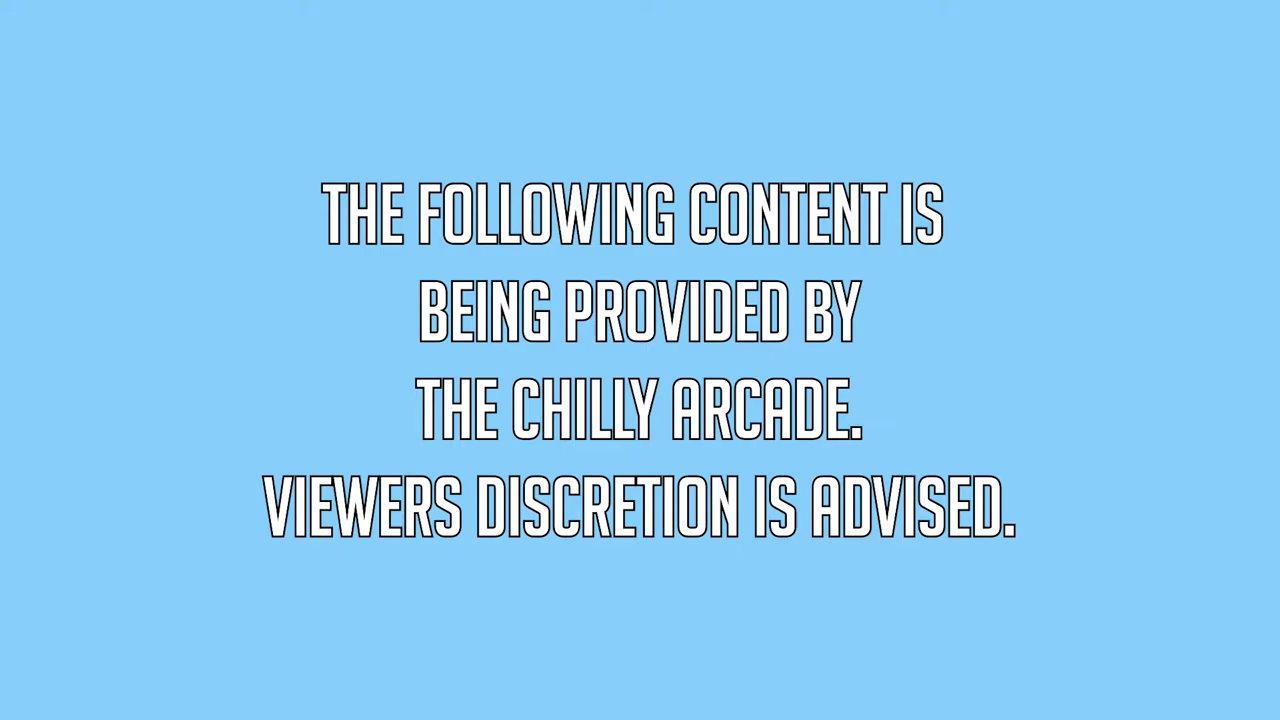 THE FOLLOWING CONTENT IS
BEING PROVIDED BY
THE CHILLY ARCADE.
VIEWERS DISCRETION IS ADVISED.